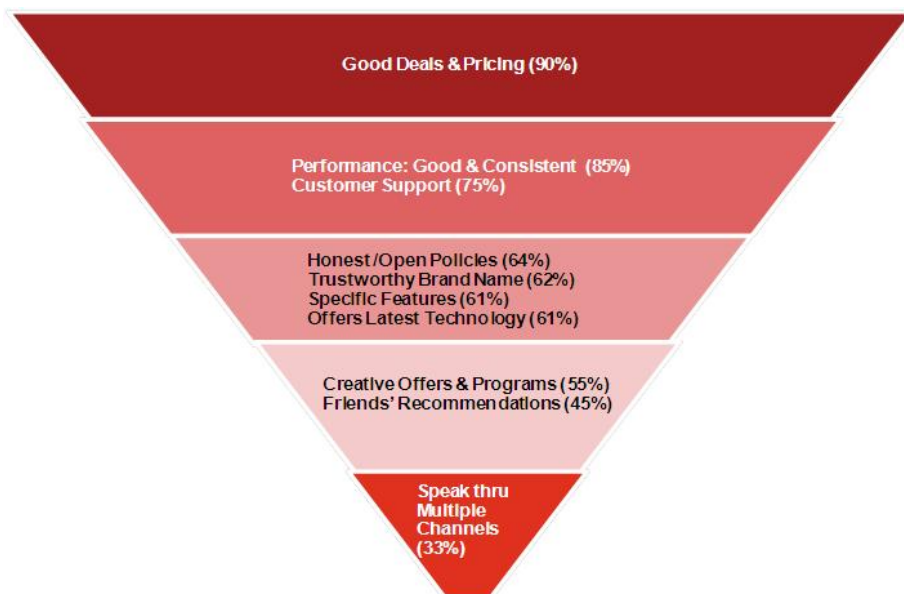 Good Deals & Pricing (90%)
Performance: Good & Consistent (85%)
Customer Support (75%)
Honest/Open Policies (64%)
Trustworthy Brand Name (62%)
Specific Features (61%)
Offers Latest Technology (61%)
Creative Offers & Programs (55%)
Friends' Recommendations (45%)
Speak thru
Multiple
Channels
(33%)